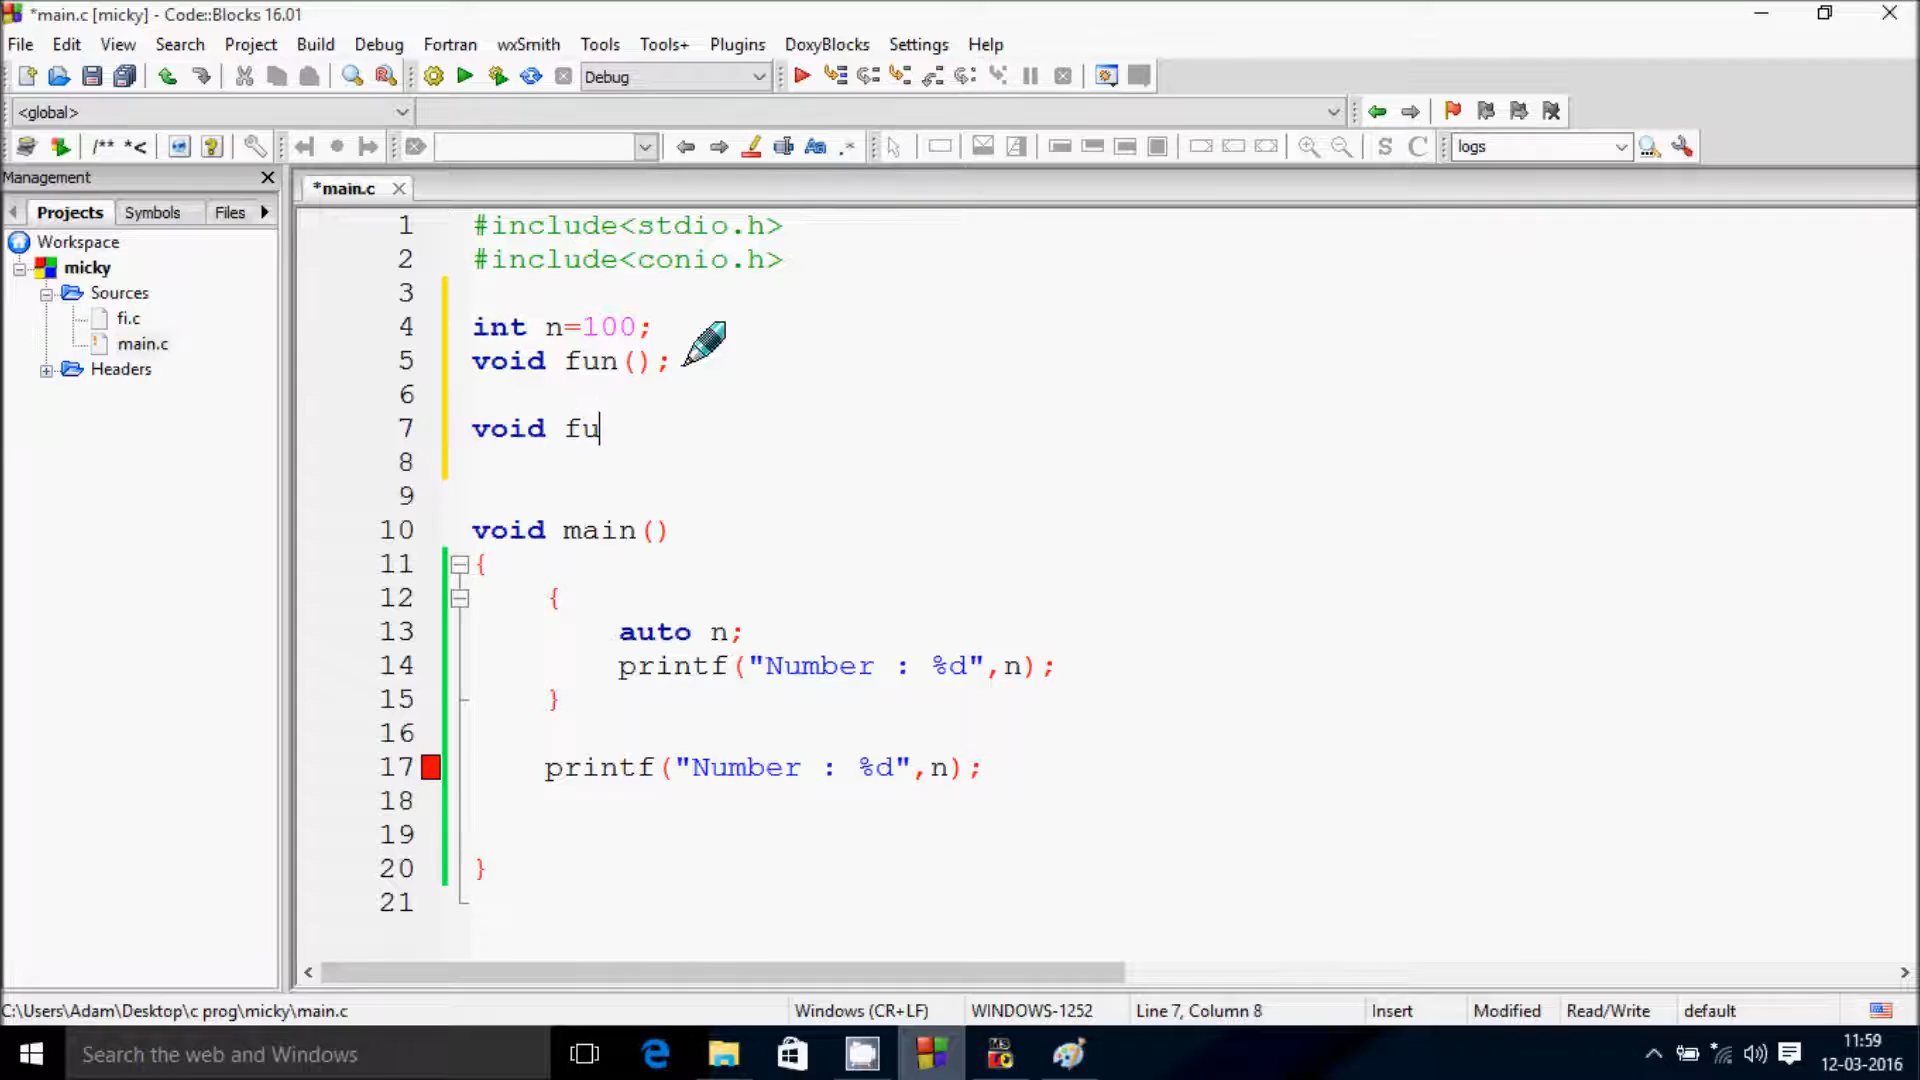 *main.c [micky] - Code::Blocks 16.01
File Edit View Search Project Build Debug Fortran wxSmith Tools Tools+ Plugins DoxyBlocks Settings Help
Debug
<global>
/** *< .* S C logs
Management
*main.c
Projects Symbols Files
Workspace
micky
Sources
fi.c
main.c
Headers
1 #include<stdio.h>
2 #include<conio.h>
3
4 int n=100;
5 void fun();
6
7 void fu
8
9
10 void main()
11 {
12 {
13 auto n;
14 printf("Number : %d",n);
15 }
16
17 printf("Number : %d",n);
18
19
20 }
21
C:\Users\Adam\Desktop\c prog\micky\main.c Windows (CR+LF) WINDOWS-1252 Line 7, Column 8 Insert Modified Read/Write default
Search the web and Windows
11:59
12-03-2016